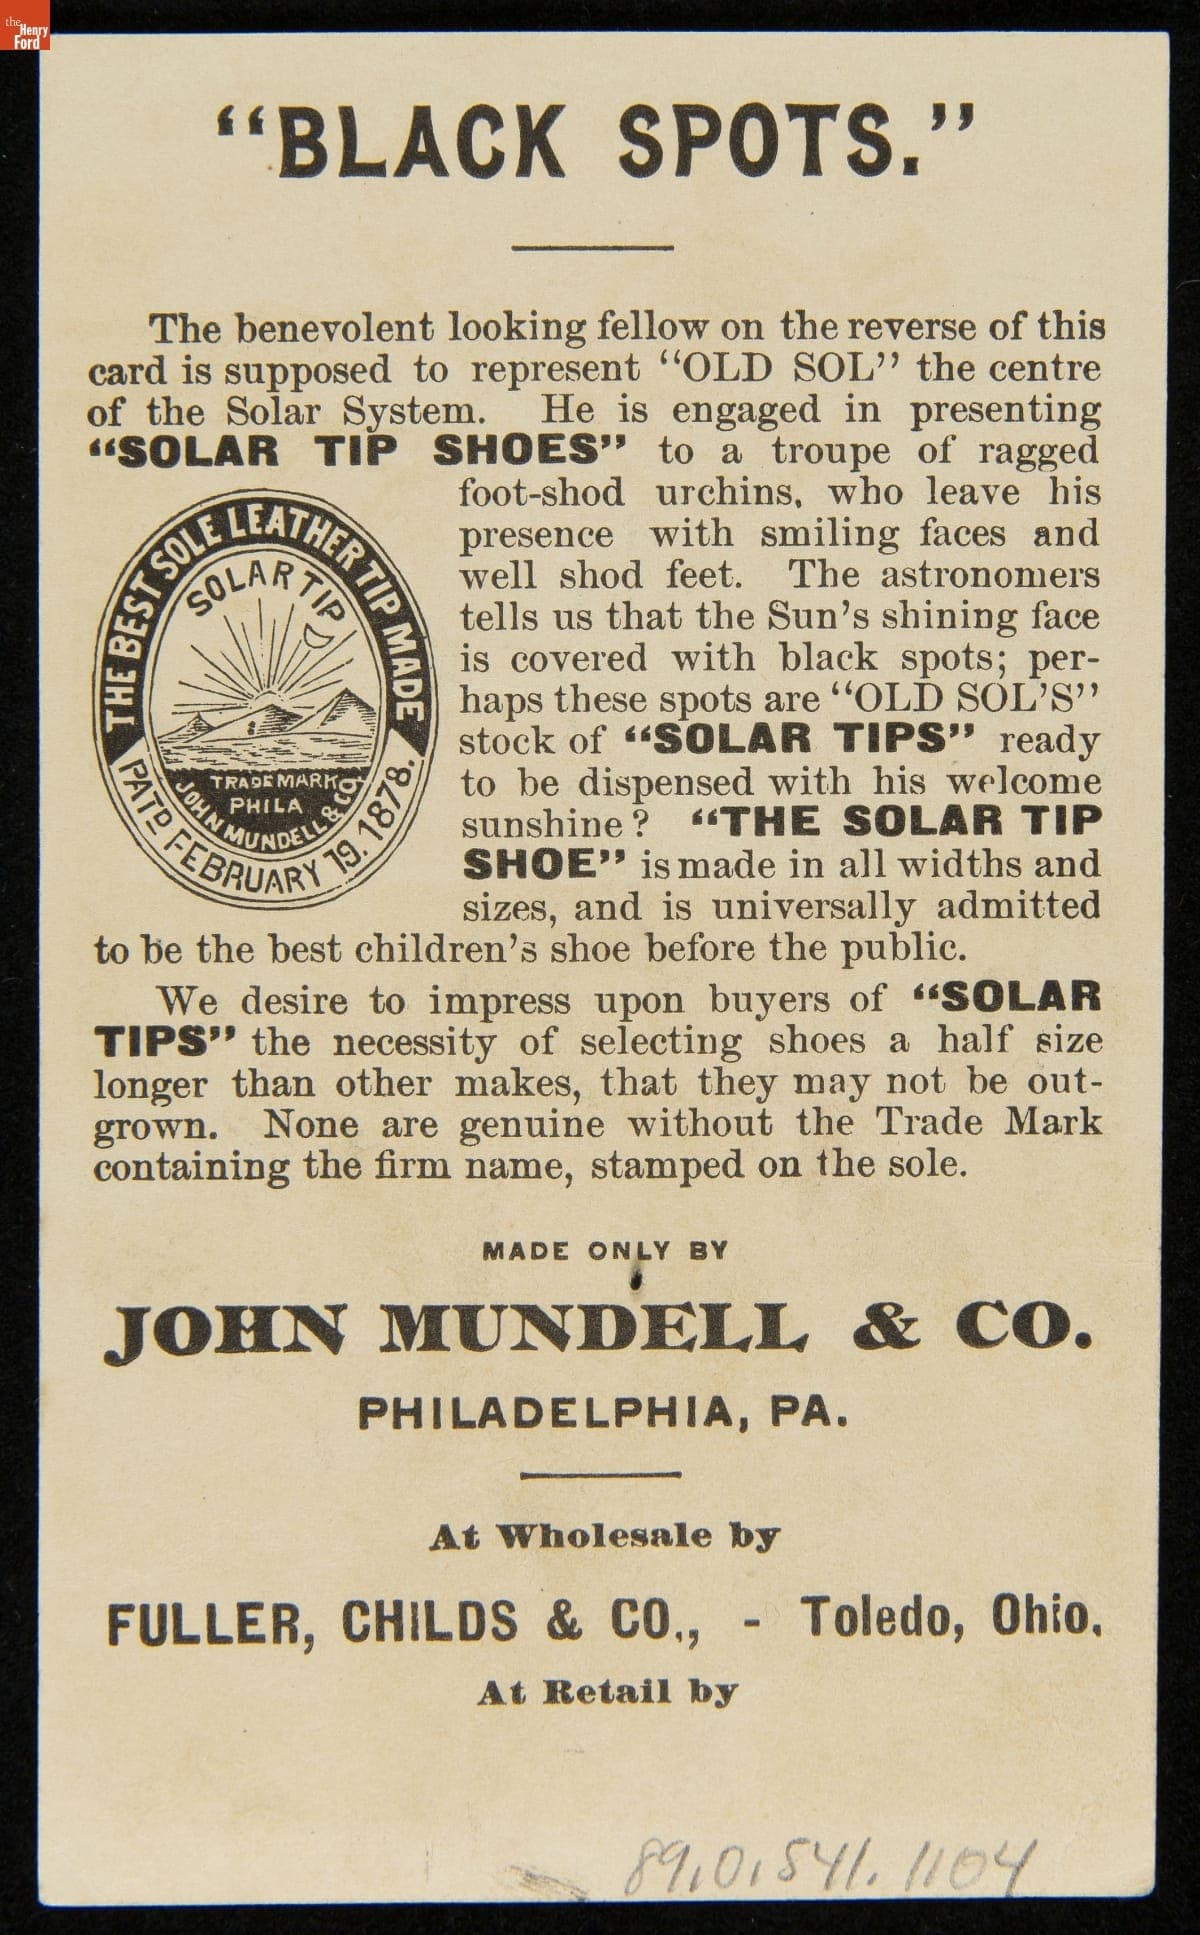 the
Henry
Ford
“BLACK SPOTS.”
The benevolent looking fellow on the reverse of this
card is supposed to represent “OLD SOL” the centre
of the Solar System. He is engaged in presenting
“SOLAR TIP SHOES” to a troupe of ragged
foot-shod urchins, who leave his
presence with smiling faces and
well shod feet. The astronomers
tells us that the Sun’s shining face
is covered with black spots; per-
haps these spots are “OLD SOL’S”
stock of “SOLAR TIPS” ready
to be dispensed with his welcome
sunshine? “THE SOLAR TIP
SHOE” is made in all widths and
sizes, and is universally admitted
to be the best children’s shoe before the public.
THE BEST SOLE LEATHER TIP MADE
SOLAR TIP
TRADE MARK
PHILA
JOHN MUNDELL & CO.
PATD FEBRUARY 19. 1878.
We desire to impress upon buyers of “SOLAR
TIPS” the necessity of selecting shoes a half size
longer than other makes, that they may not be out-
grown. None are genuine without the Trade Mark
containing the firm name, stamped on the sole.
MADE ONLY BY
JOHN MUNDELL & CO.
PHILADELPHIA, PA.
At Wholesale by
FULLER, CHILDS & CO., - Toledo, Ohio.
At Retail by
89.0.541.1104